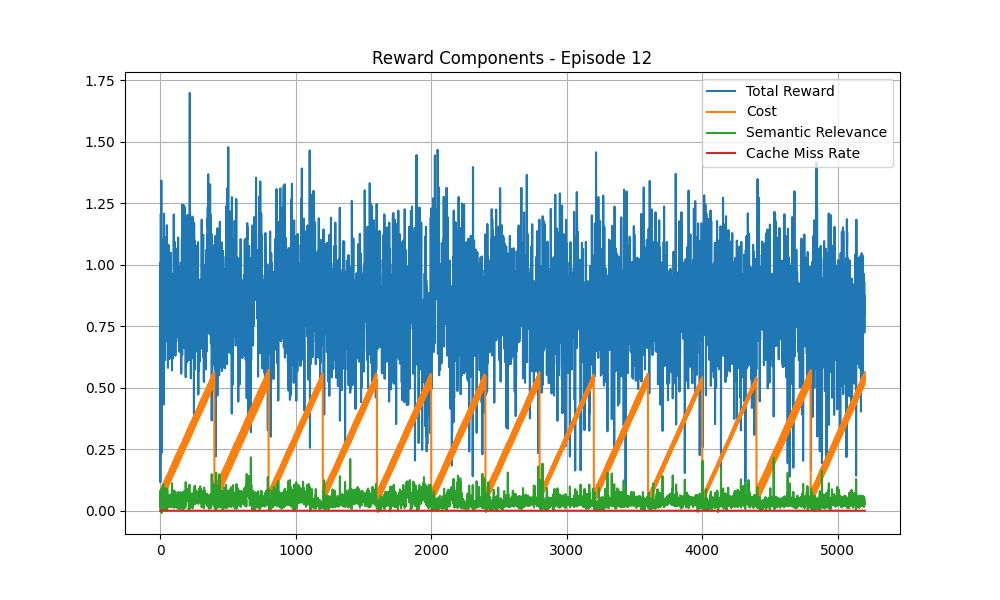 Reward Components - Episode 12
1.75
1.50
1.25
1.00
0.75
0.50
0.25
0.00
Total Reward
Cost
Semantic Relevance
Cache Miss Rate
0 1000 2000 3000 4000 5000